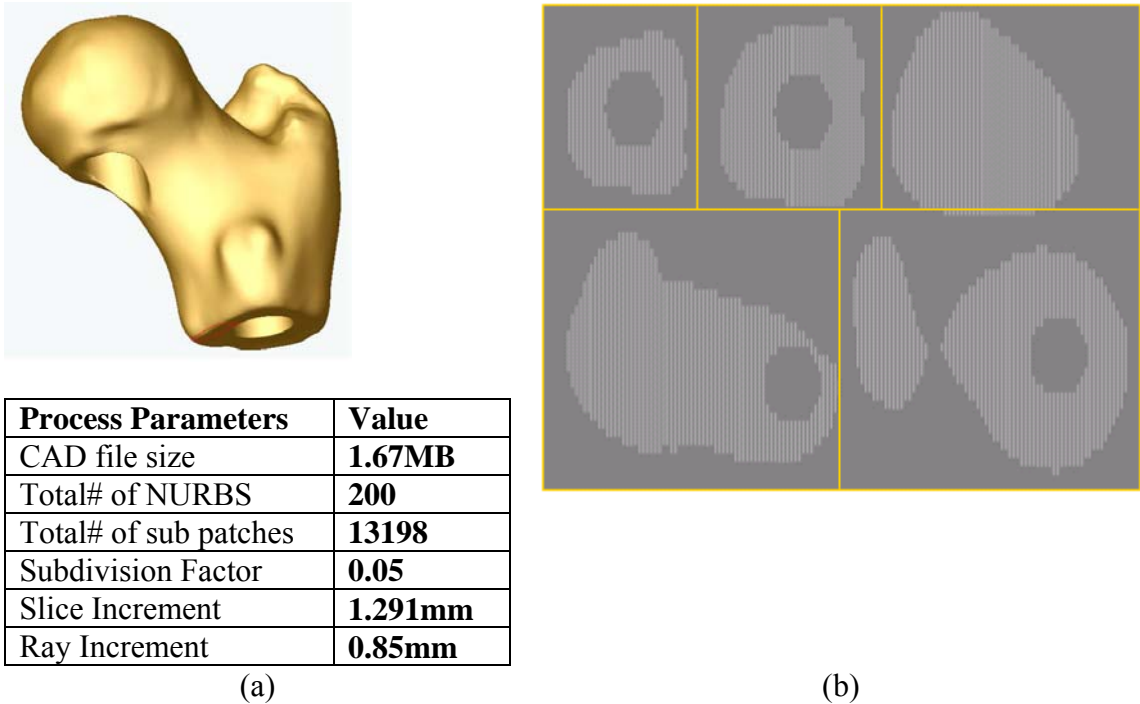 Process Parameters Value
CAD file size 1.67MB
Total# of NURBS 200
Total# of sub patches 13198
Subdivision Factor 0.05
Slice Increment 1.291mm
Ray Increment 0.85mm
(a) (b)